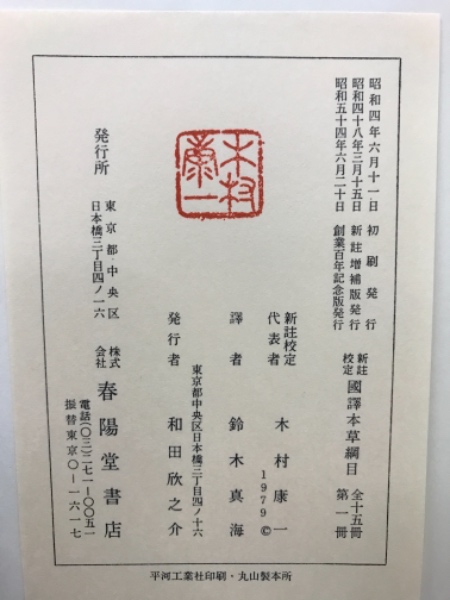 昭和四年六月十一日 初刷発行
昭和四十八年三月十五日 新註増補版発行
昭和五十四年六月二十日 創業百年記念版発行
新註校定 國譯本草綱目 全十五冊 第一冊
新註校定代表者 木村康一
1979 ©
譯者 鈴木真海
東京都中央区日本橋三丁目四ノ十六
発行者 和田欣之介
木村康一
発行所 東京都中央区
日本橋三丁目四ノ一六
株式会社 春陽堂書店
電話(〇三)二七一―〇〇五一
振替東京〇―一六一七
平河工業社印刷・丸山製本所